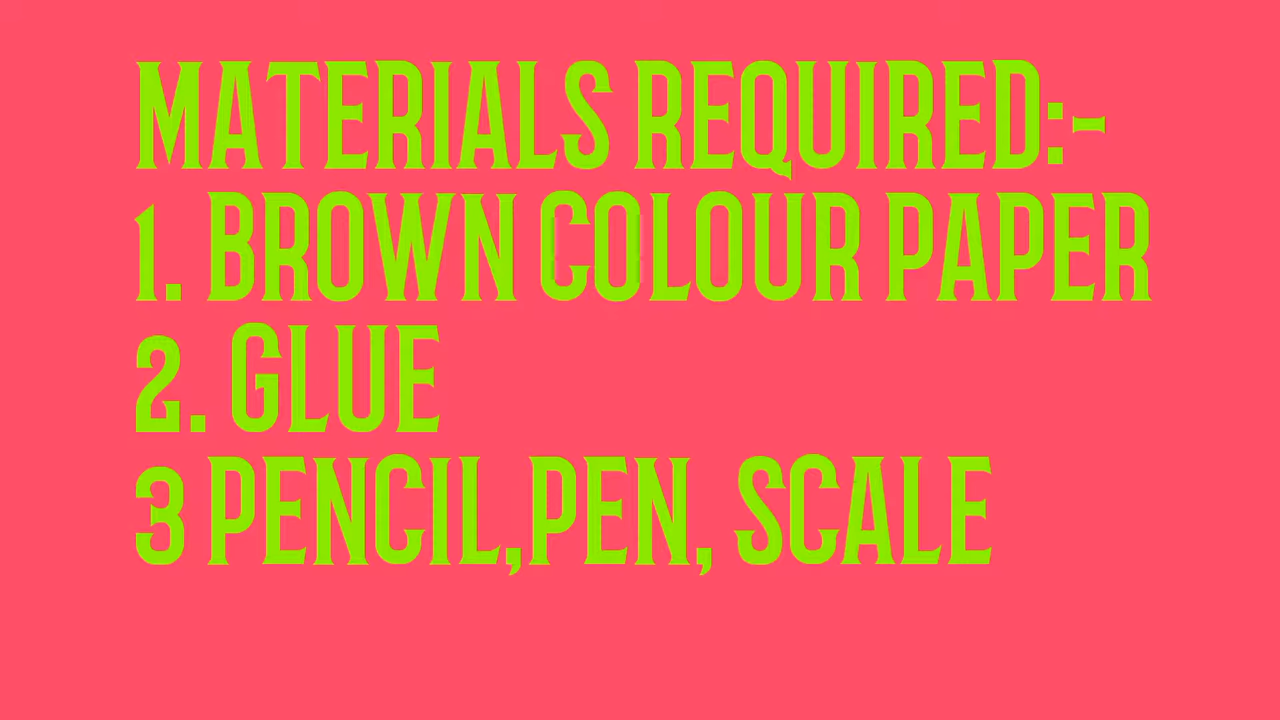 MATERIALS REQUIRED:-
1. BROWN COLOUR PAPER
2. GLUE
3 PENCIL,PEN, SCALE